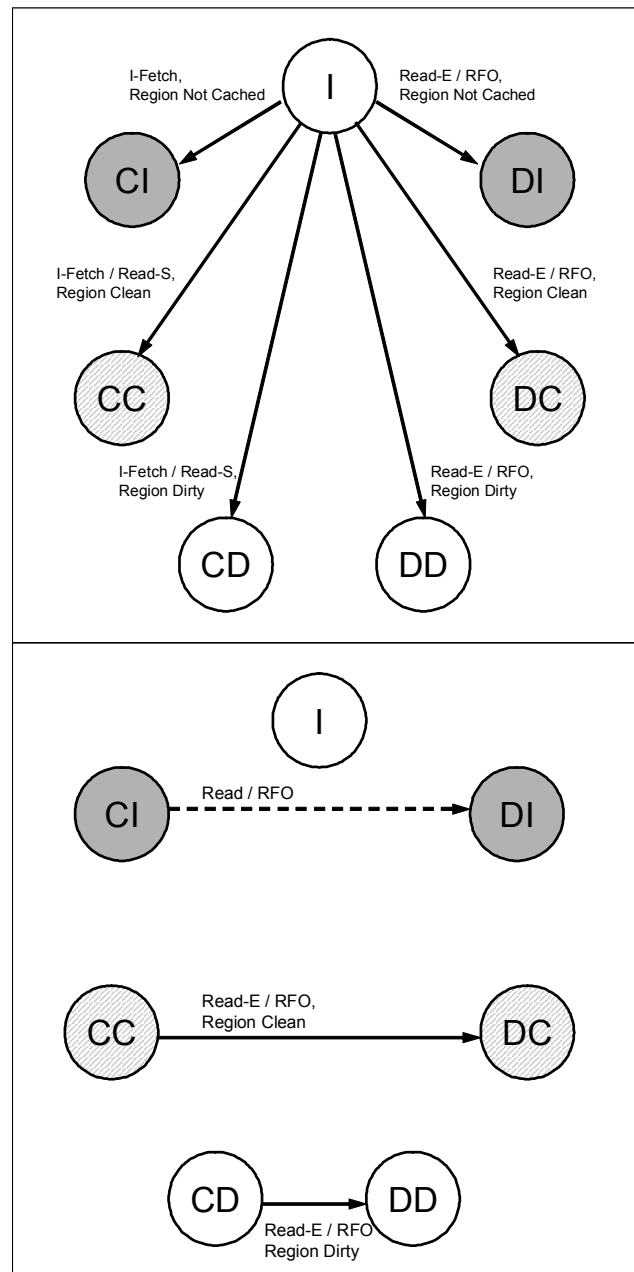 I
I-Fetch,
Region Not Cached
Read-E / RFO,
Region Not Cached
CI
DI
I-Fetch / Read-S,
Region Clean
Read-E / RFO,
Region Clean
CC
DC
I-Fetch / Read-S,
Region Dirty
Read-E / RFO,
Region Dirty
CD
DD
I
CI
Read / RFO
DI
CC
Read-E / RFO,
Region Clean
DC
CD
DD
Read-E / RFO
Region Dirty